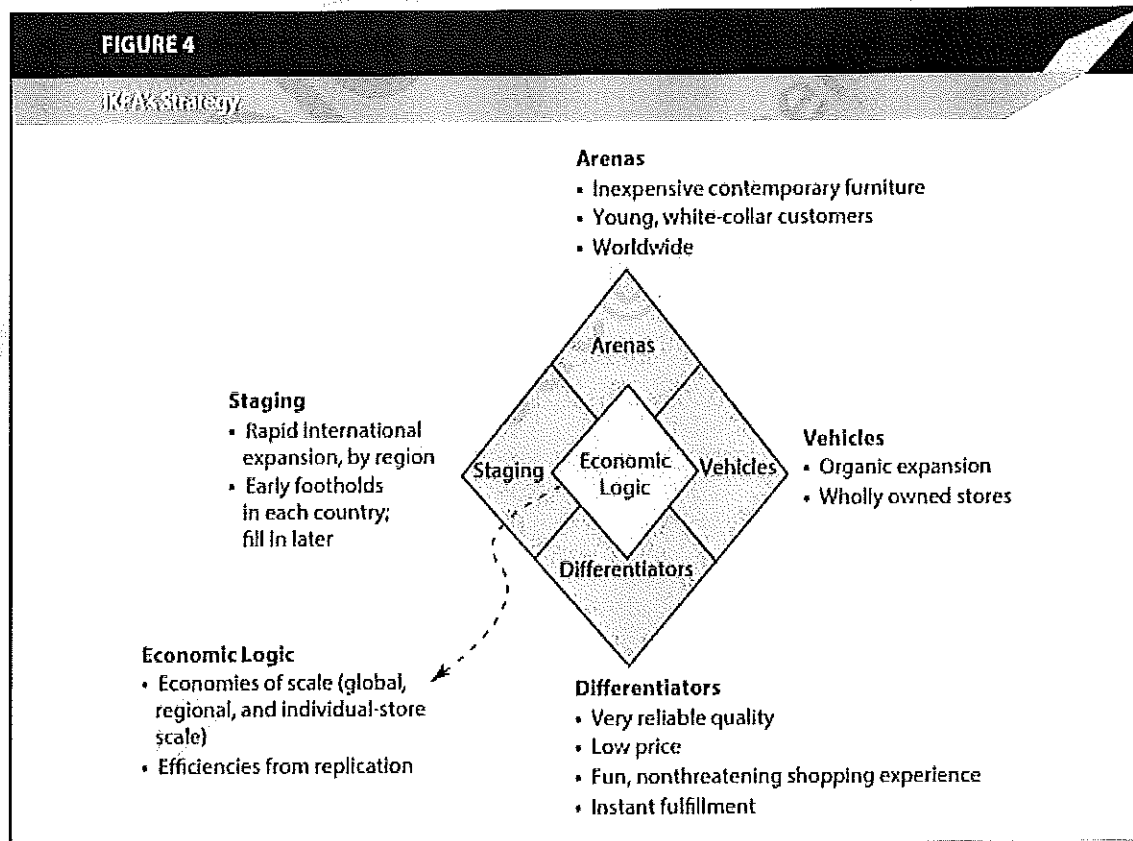 FIGURE 4
IKEA's Strategy
Arenas
• Inexpensive contemporary furniture
• Young, white-collar customers
• Worldwide
Arenas
Staging
• Rapid international
expansion, by region
• Early footholds
in each country;
fill in later
Staging
Economic
Logic
Vehicles
Vehicles
• Organic expansion
• Wholly owned stores
Differentiators
Economic Logic
• Economies of scale (global,
regional, and individual-store
scale)
• Efficiencies from replication
Differentiators
• Very reliable quality
• Low price
• Fun, nonthreatening shopping experience
• Instant fulfillment